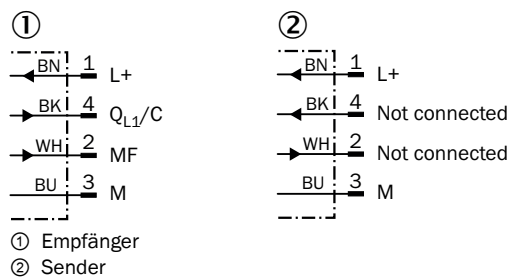 ①
BN 1 L+
BK 4 Q_L1/C
WH 2 MF
BU 3 M
②
BN 1 L+
BK 4 Not connected
WH 2 Not connected
BU 3 M
① Empfänger
② Sender